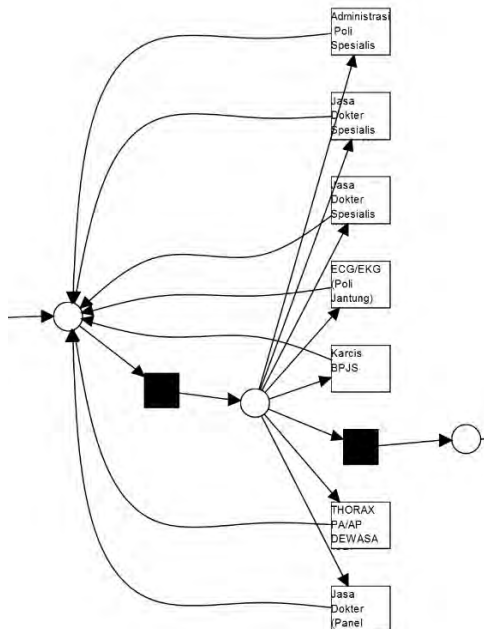 Administrasi
Poli
Spesialis
Jasa
Dokter
Spesialis
Jasa
Dokter
Spesialis
ECG/EKG
(Poli
Jantung)
Karcis
BPJS
THORAX
PA/AP
DEWASA
Jasa
Dokter
(Panel